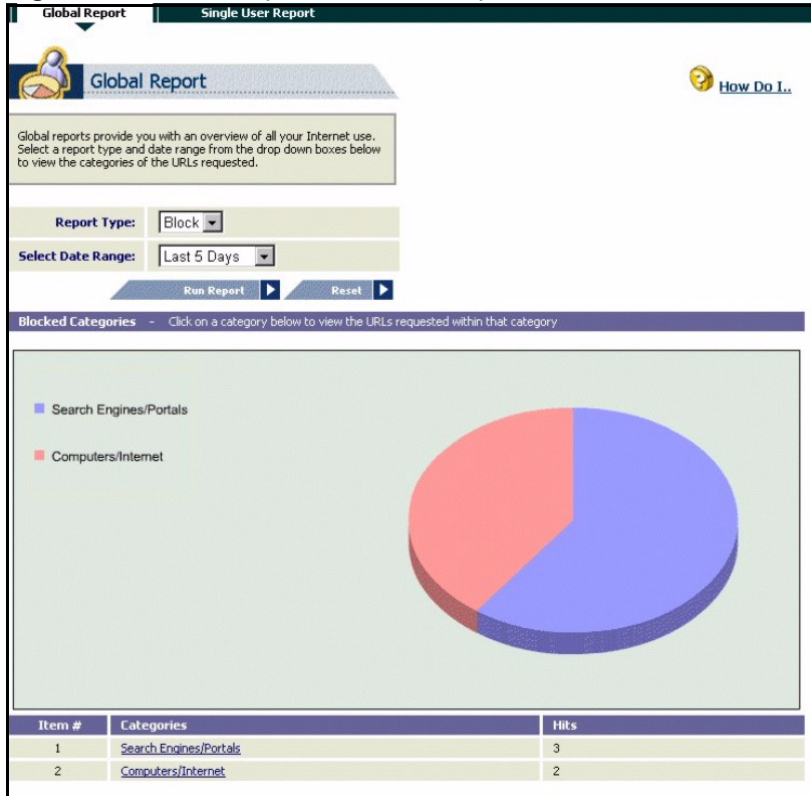 Global Report Single User Report
Global Report
How Do I..
Global reports provide you with an overview of all your Internet use.
Select a report type and date range from the drop down boxes below
to view the categories of the URLs requested.
Report Type: Block
Select Date Range: Last 5 Days
Run Report Reset
Blocked Categories - Click on a category below to view the URLs requested within that category
Search Engines/Portals
Computers/Internet
Item # Categories Hits
1 Search Engines/Portals 3
2 Computers/Internet 2